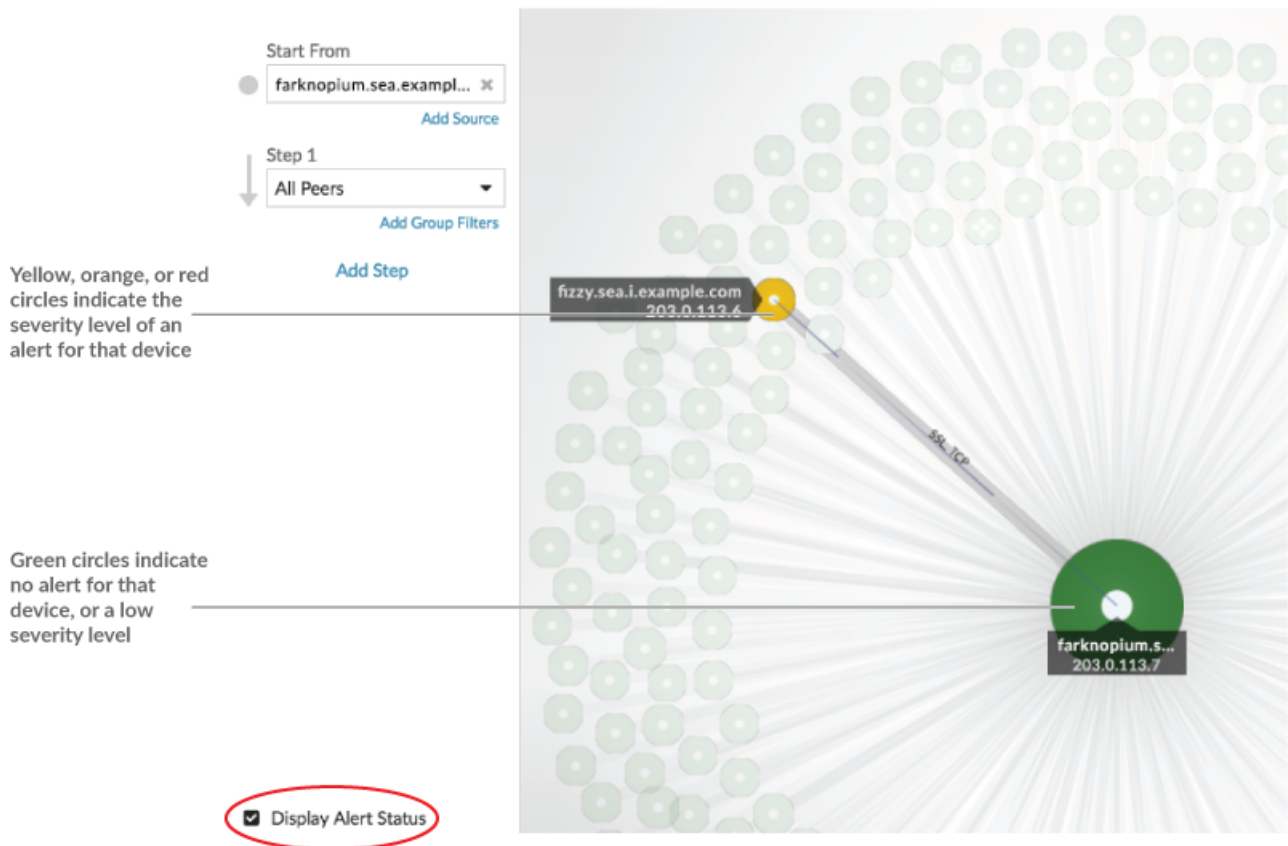 Start From
farknopium.sea.exampl... ✖
Add Source
Step 1
All Peers
Add Group Filters
Add Step
Yellow, orange, or red
circles indicate the
severity level of an
alert for that device
fizzy.sea.i.example.com
203.0.113.6
SSL, TCP
Green circles indicate
no alert for that
device, or a low
severity level
farknopium.s...
203.0.113.7
Display Alert Status